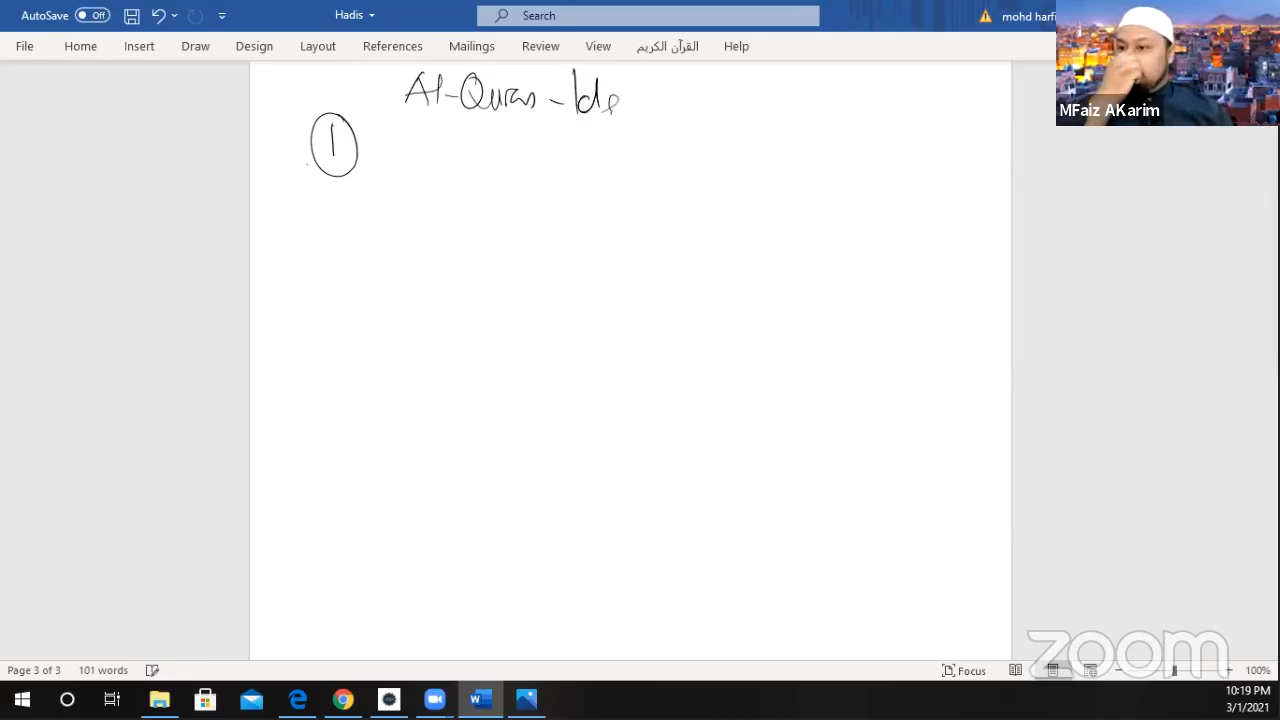 AutoSave Off Hadis Search mohd harfi
File Home Insert Draw Design Layout References Mailings Review View القرآن الكريم Help
MFaiz AKarim
Al-Quran - Ide
1
zoom
Page 3 of 3 101 words Focus 100%
10:19 PM
3/1/2021